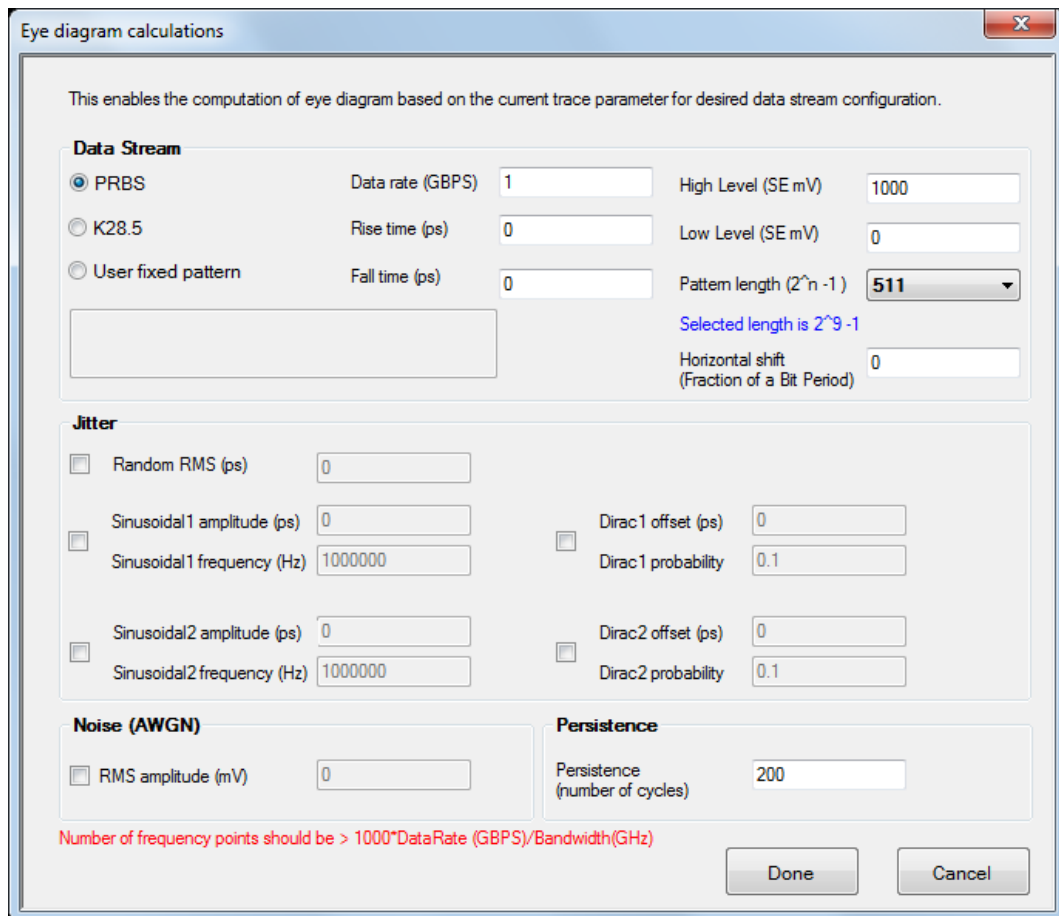 Eye diagram calculations
This enables the computation of eye diagram based on the current trace parameter for desired data stream configuration.
Data Stream
PRBS
Data rate (GBPS)
1
High Level (SE mV)
1000
K28.5
Rise time (ps)
0
Low Level (SE mV)
0
User fixed pattern
Fall time (ps)
0
Pattern length (2^n -1 )
511
Selected length is 2^9 -1
Horizontal shift
(Fraction of a Bit Period)
0
Jitter
Random RMS (ps)
0
Sinusoidal1 amplitude (ps)
0
Dirac1 offset (ps)
0
Sinusoidal1 frequency (Hz)
1000000
Dirac1 probability
0.1
Sinusoidal2 amplitude (ps)
0
Dirac2 offset (ps)
0
Sinusoidal2 frequency (Hz)
1000000
Dirac2 probability
0.1
Noise (AWGN)
RMS amplitude (mV)
0
Persistence
Persistence
(number of cycles)
200
Number of frequency points should be > 1000*DataRate (GBPS)/Bandwidth(GHz)
Done
Cancel